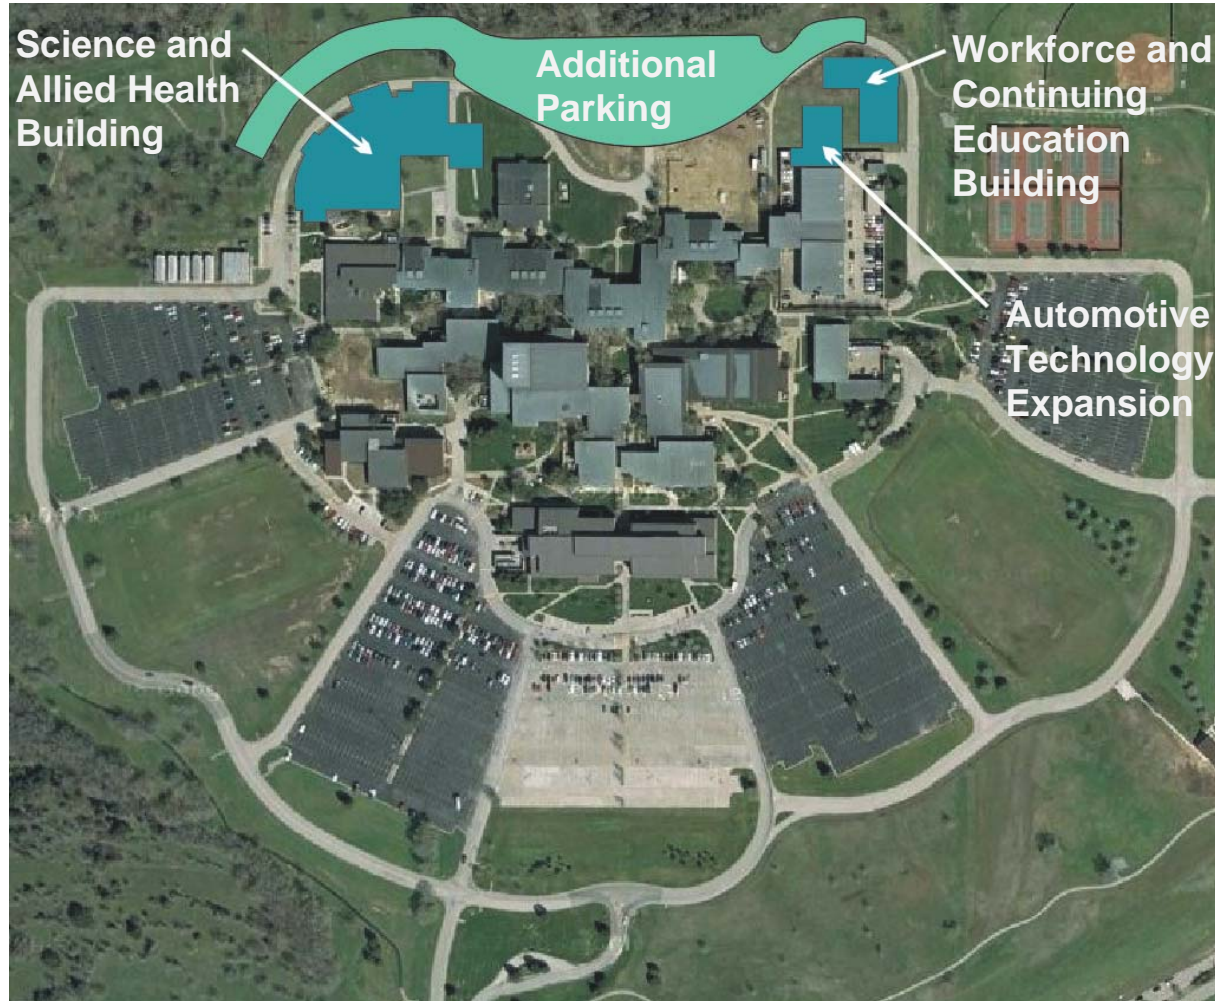 Science and
Allied Health
Building
Additional
Parking
Workforce and
Continuing
Education
Building
Automotive
Technology
Expansion